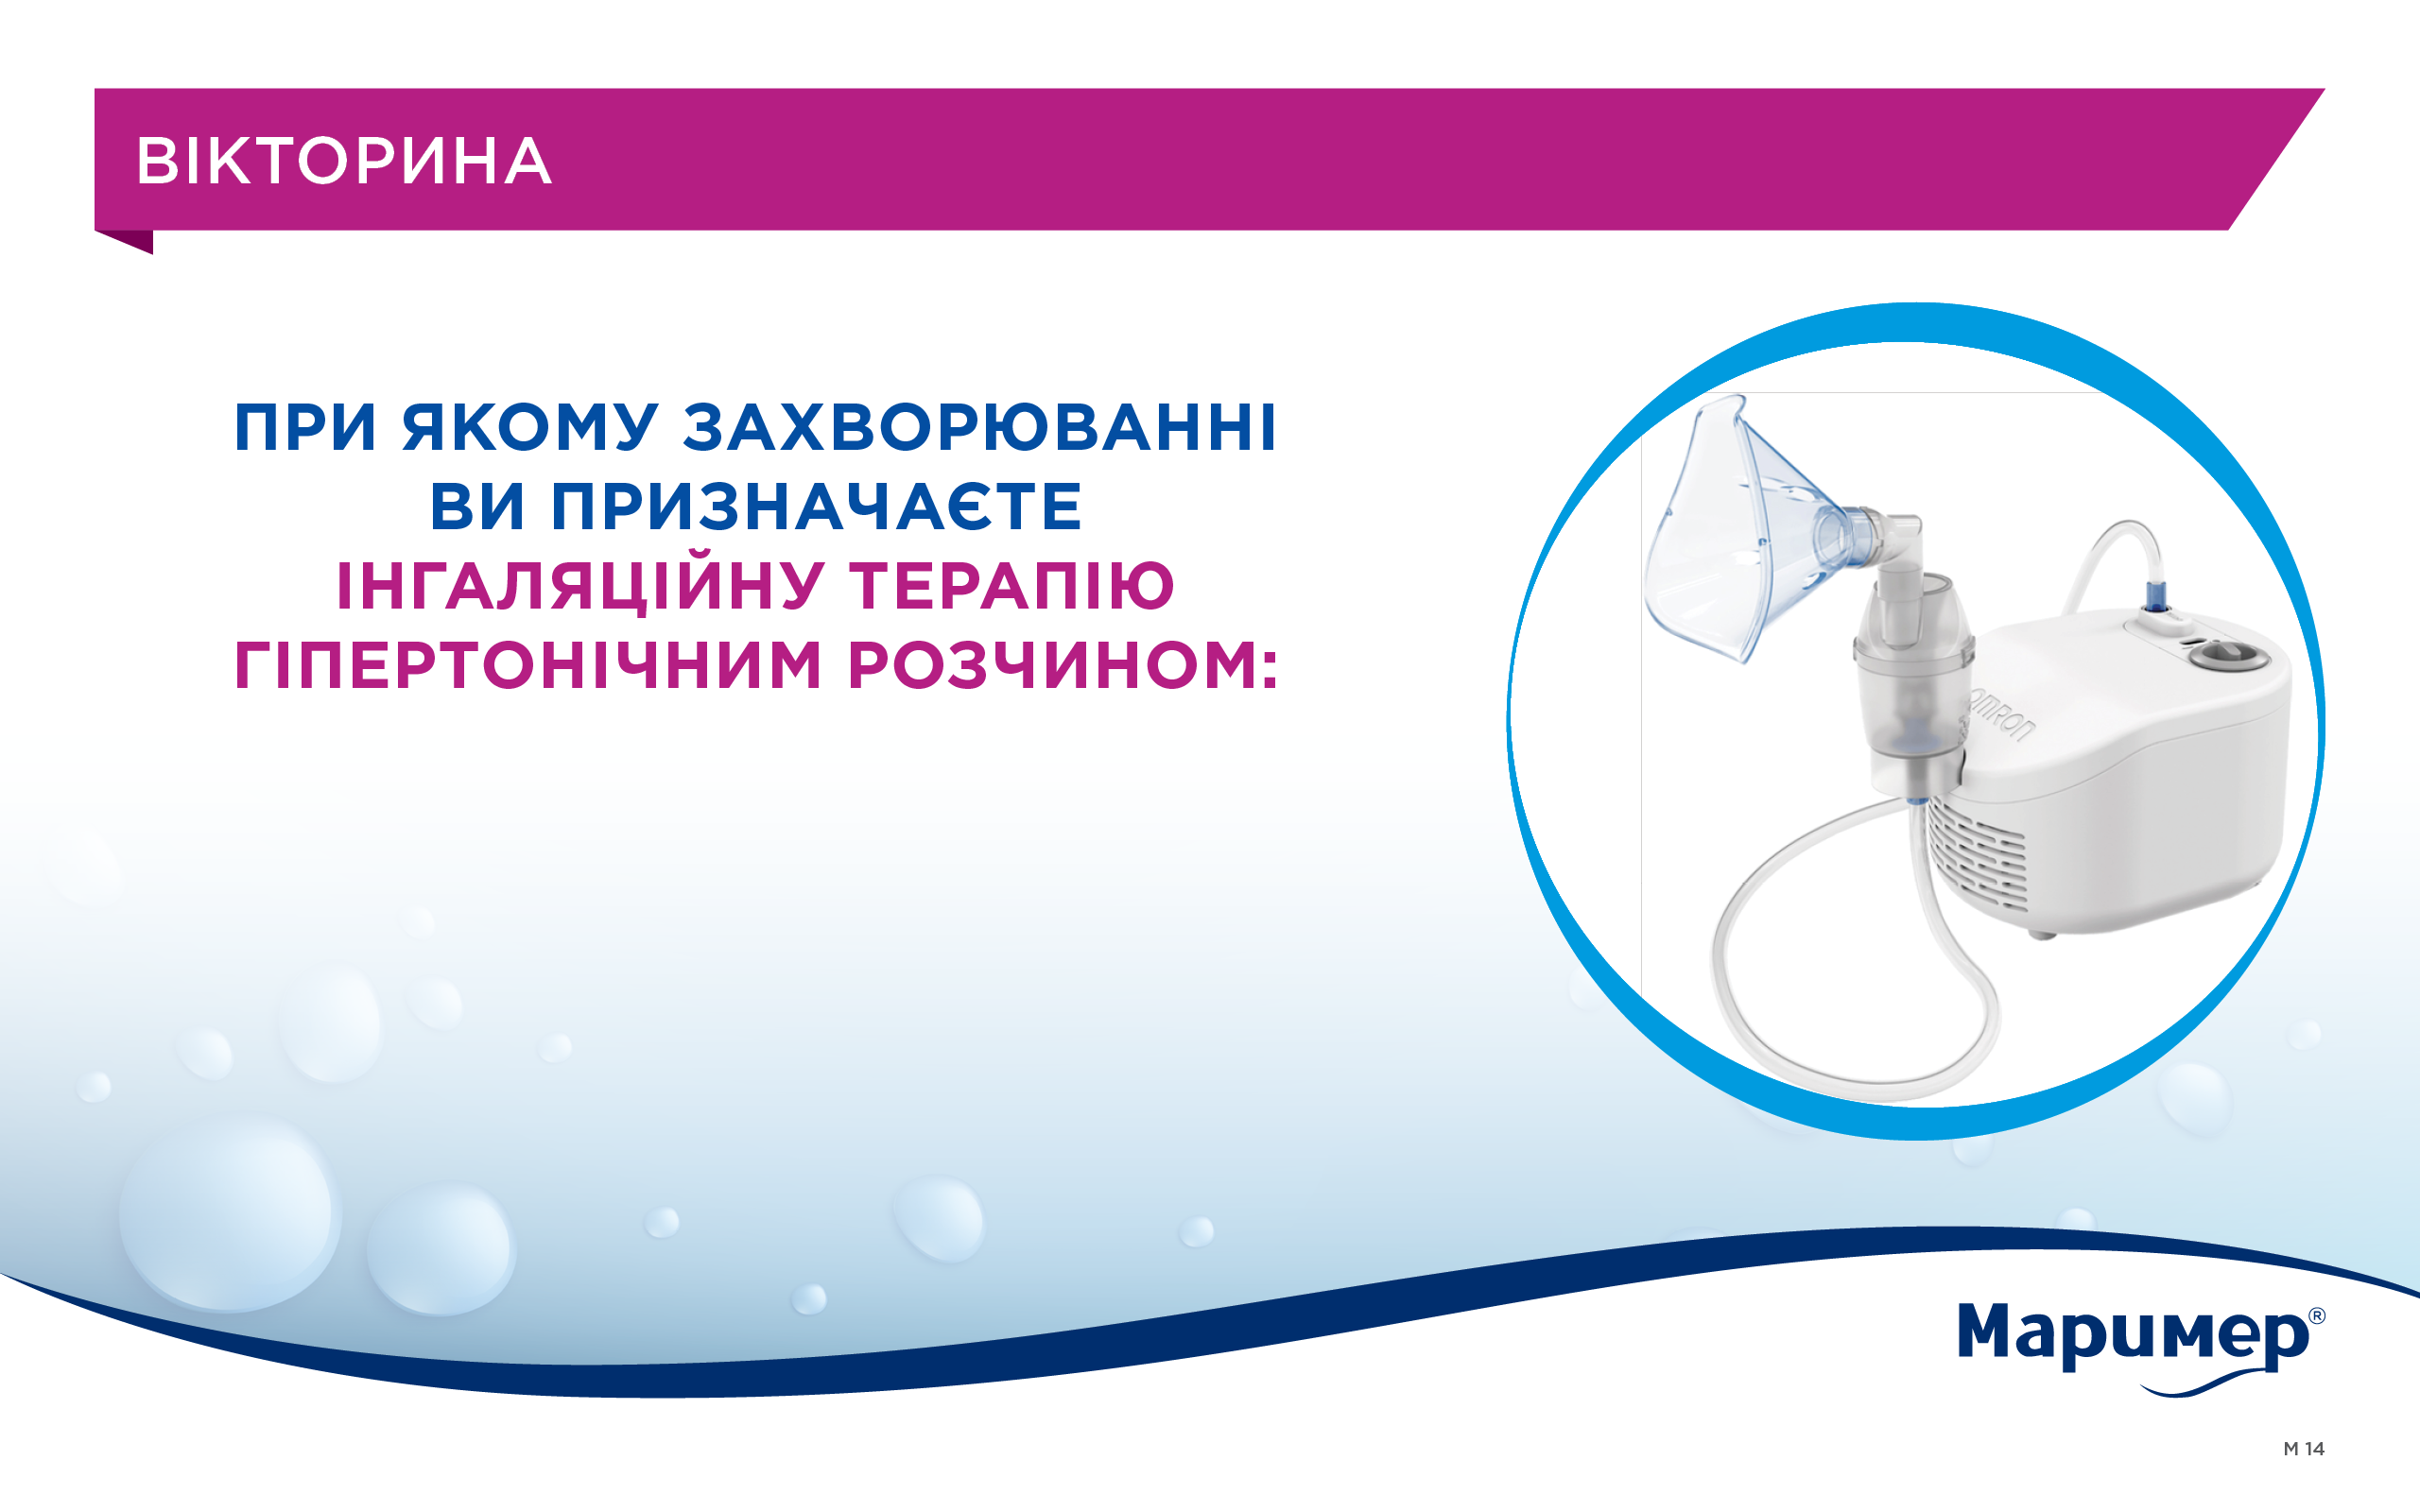 ВІКТОРИНА
ПРИ ЯКОМУ ЗАХВОРЮВАННІ
ВИ ПРИЗНАЧАЄТЕ
ІНГАЛЯЦІЙНУ ТЕРАПІЮ
ГІПЕРТОНІЧНИМ РОЗЧИНОМ:
OMRON
Маример®
М 14